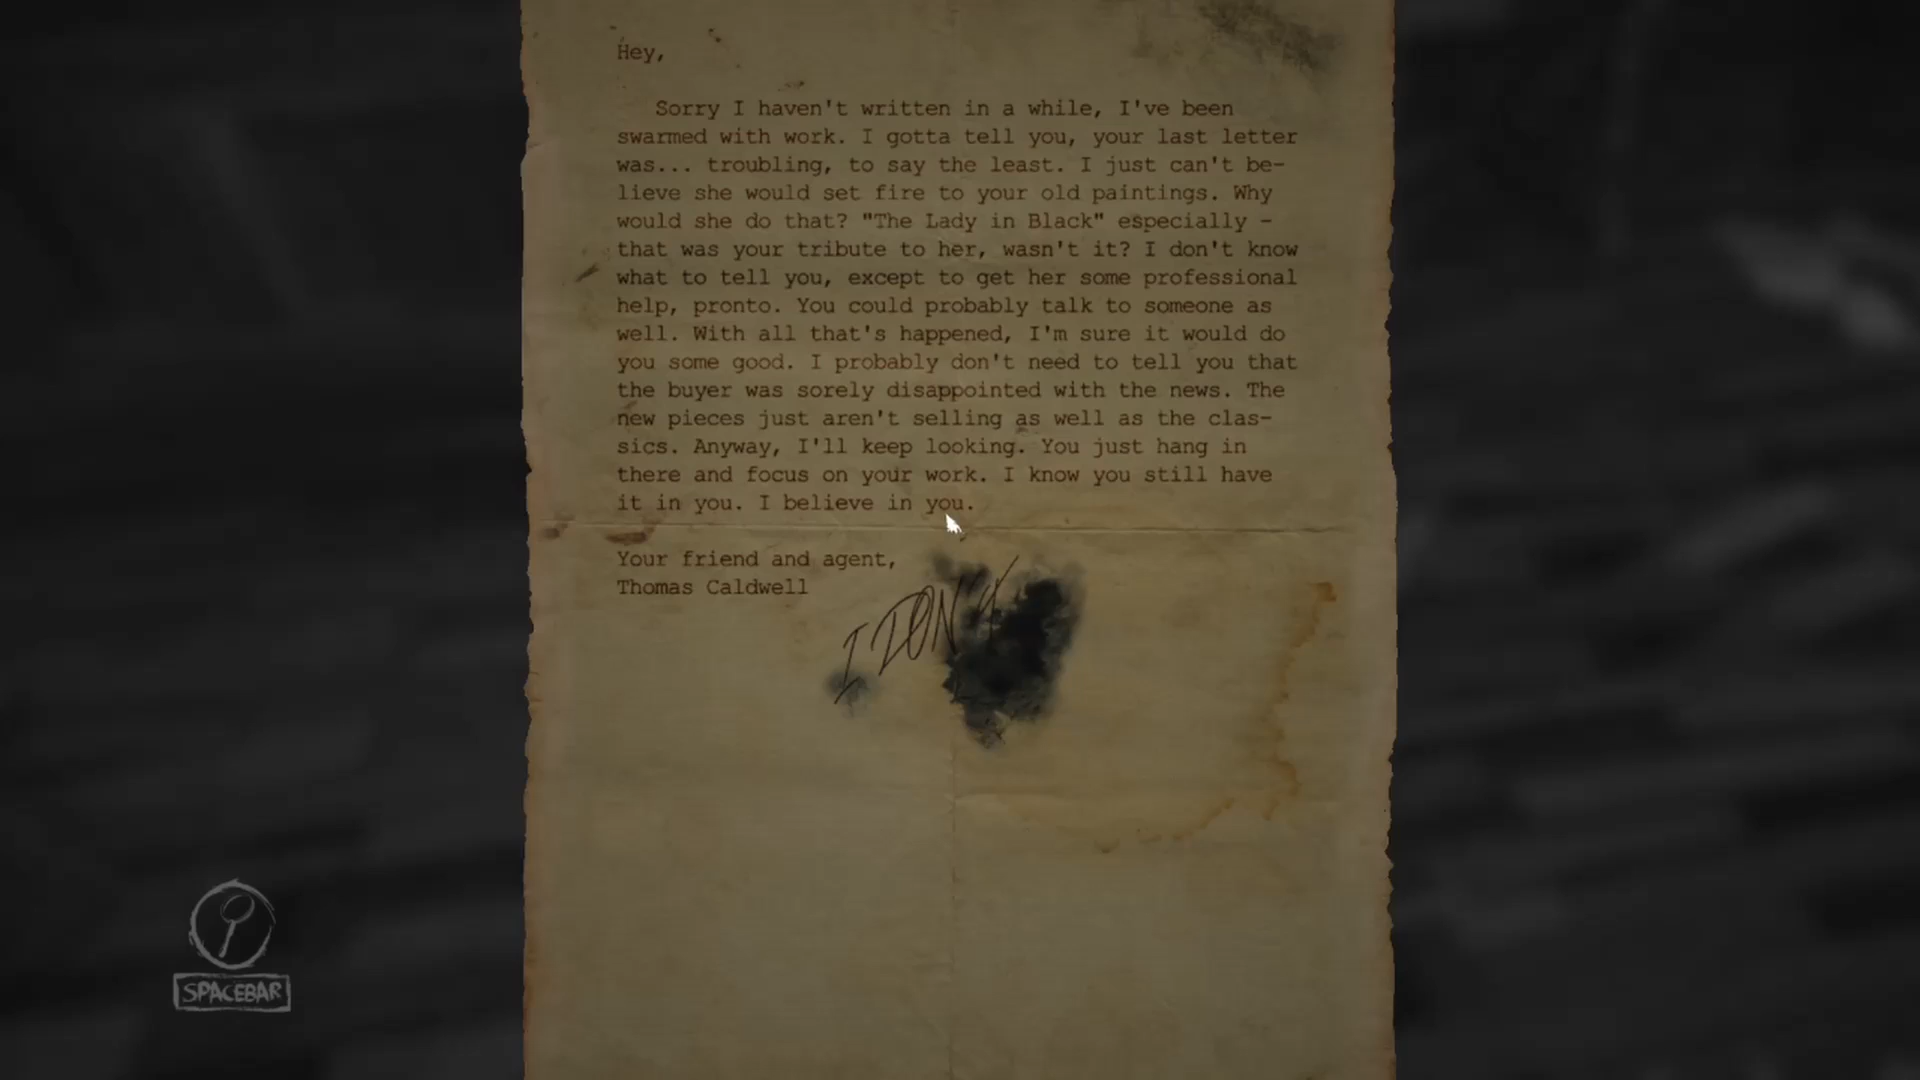 Hey,
Sorry I haven't written in a while, I've been
swarmed with work. I gotta tell you, your last letter
was... troubling, to say the least. I just can't be-
lieve she would set fire to your old paintings. Why
would she do that? "The Lady in Black" especially -
that was your tribute to her, wasn't it? I don't know
what to tell you, except to get her some professional
help, pronto. You could probably talk to someone as
well. With all that's happened, I'm sure it would do
you some good. I probably don't need to tell you that
the buyer was sorely disappointed with the news. The
new pieces just aren't selling as well as the clas-
sics. Anyway, I'll keep looking. You just hang in
there and focus on your work. I know you still have
it in you. I believe in you.
Your friend and agent,
Thomas Caldwell
I DON'T
SPACEBAR